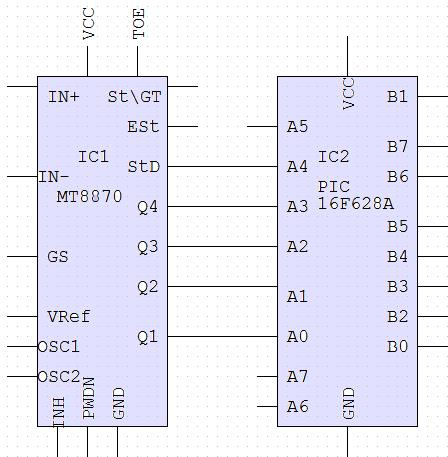 VCC
TOE
IN+
St\GT
ESt
IC1
StD
IN-
MT8870
Q4
Q3
GS
Q2
VRef
Q1
OSC1
OSC2
INH
PWDN
GND
VCC
B1
A5
B7
IC2
A4
B6
PIC
16F628A
A3
B5
A2
B4
B3
A1
B2
A0
B0
A7
A6
GND